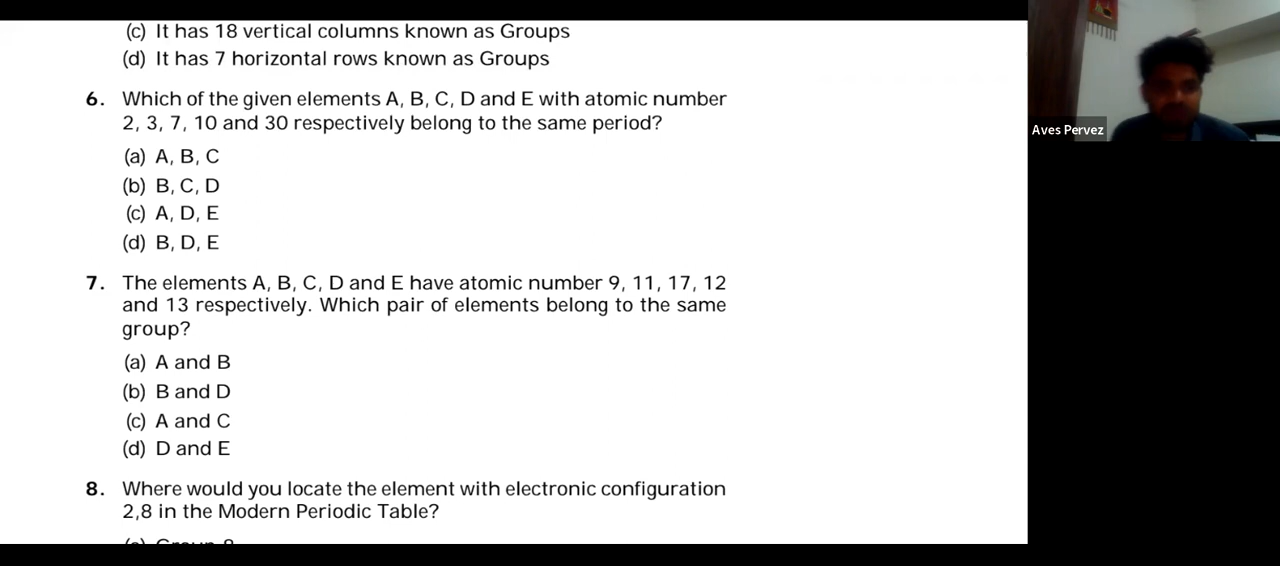 (c) It has 18 vertical columns known as Groups
(d) It has 7 horizontal rows known as Groups
6. Which of the given elements A, B, C, D and E with atomic number
2, 3, 7, 10 and 30 respectively belong to the same period?
(a) A, B, C
(b) B, C, D
(c) A, D, E
(d) B, D, E
7. The elements A, B, C, D and E have atomic number 9, 11, 17, 12
and 13 respectively. Which pair of elements belong to the same
group?
(a) A and B
(b) B and D
(c) A and C
(d) D and E
8. Where would you locate the element with electronic configuration
2,8 in the Modern Periodic Table?
Aves Pervez